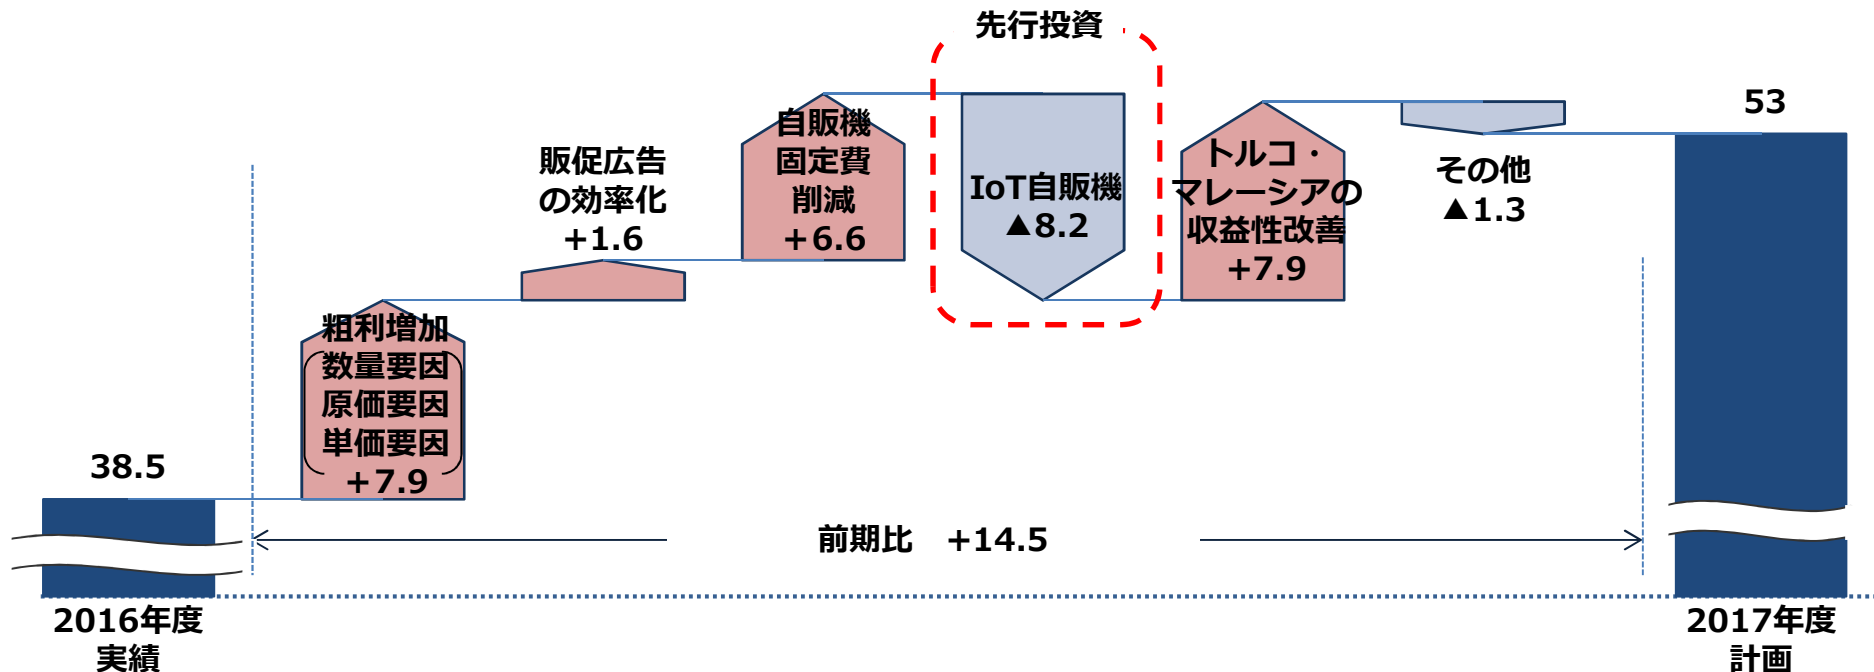 先行投資
53
自販機
固定費
削減
+6.6
販促広告
の効率化
+1.6
IoT自販機
▲8.2
トルコ・
マレーシアの
収益性改善
+7.9
その他
▲1.3
粗利増加
数量要因
原価要因
単価要因
+7.9
38.5
前期比 +14.5
2016年度
実績
2017年度
計画